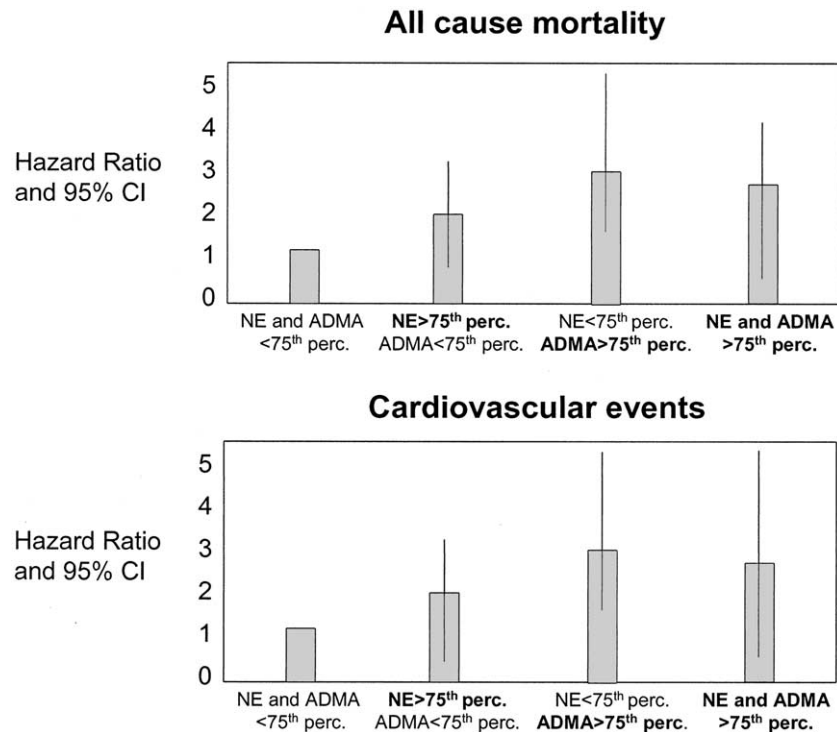 All cause mortality
5
4
Hazard Ratio
and 95% CI
3
2
1
0
NE and ADMA
<75th perc.
NE>75th perc.
ADMA<75th perc.
NE<75th perc.
ADMA>75th perc.
NE and ADMA
>75th perc.
Cardiovascular events
5
4
Hazard Ratio
and 95% CI
3
2
1
0
NE and ADMA
<75th perc.
NE>75th perc.
ADMA<75th perc.
NE<75th perc.
ADMA>75th perc.
NE and ADMA
>75th perc.